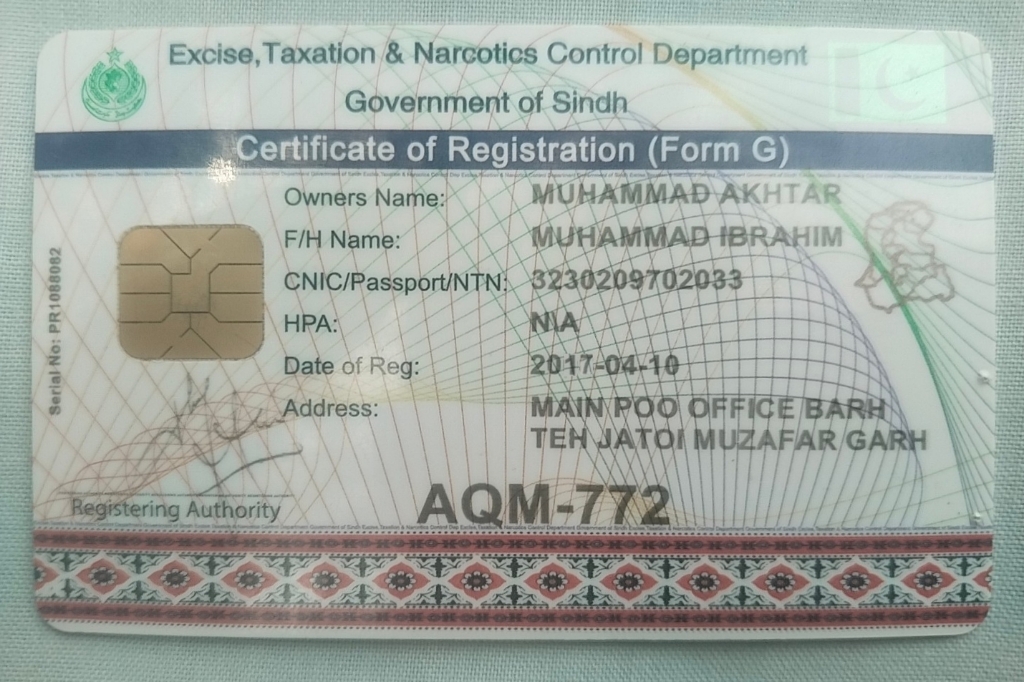 Excise, Taxation & Narcotics Control Department
Government of Sindh
Certificate of Registration (Form G)
Owners Name: MUHAMMAD AKHTAR
F/H Name: MUHAMMAD IBRAHIM
CNIC/Passport/NTN: 3230209702033
HPA: N\A
Date of Reg: 2017-04-10
Address: MAIN POO OFFICE BARH
TEH JATOI MUZAFAR GARH
Serial No: PR1088082
Registering Authority
AQM-772